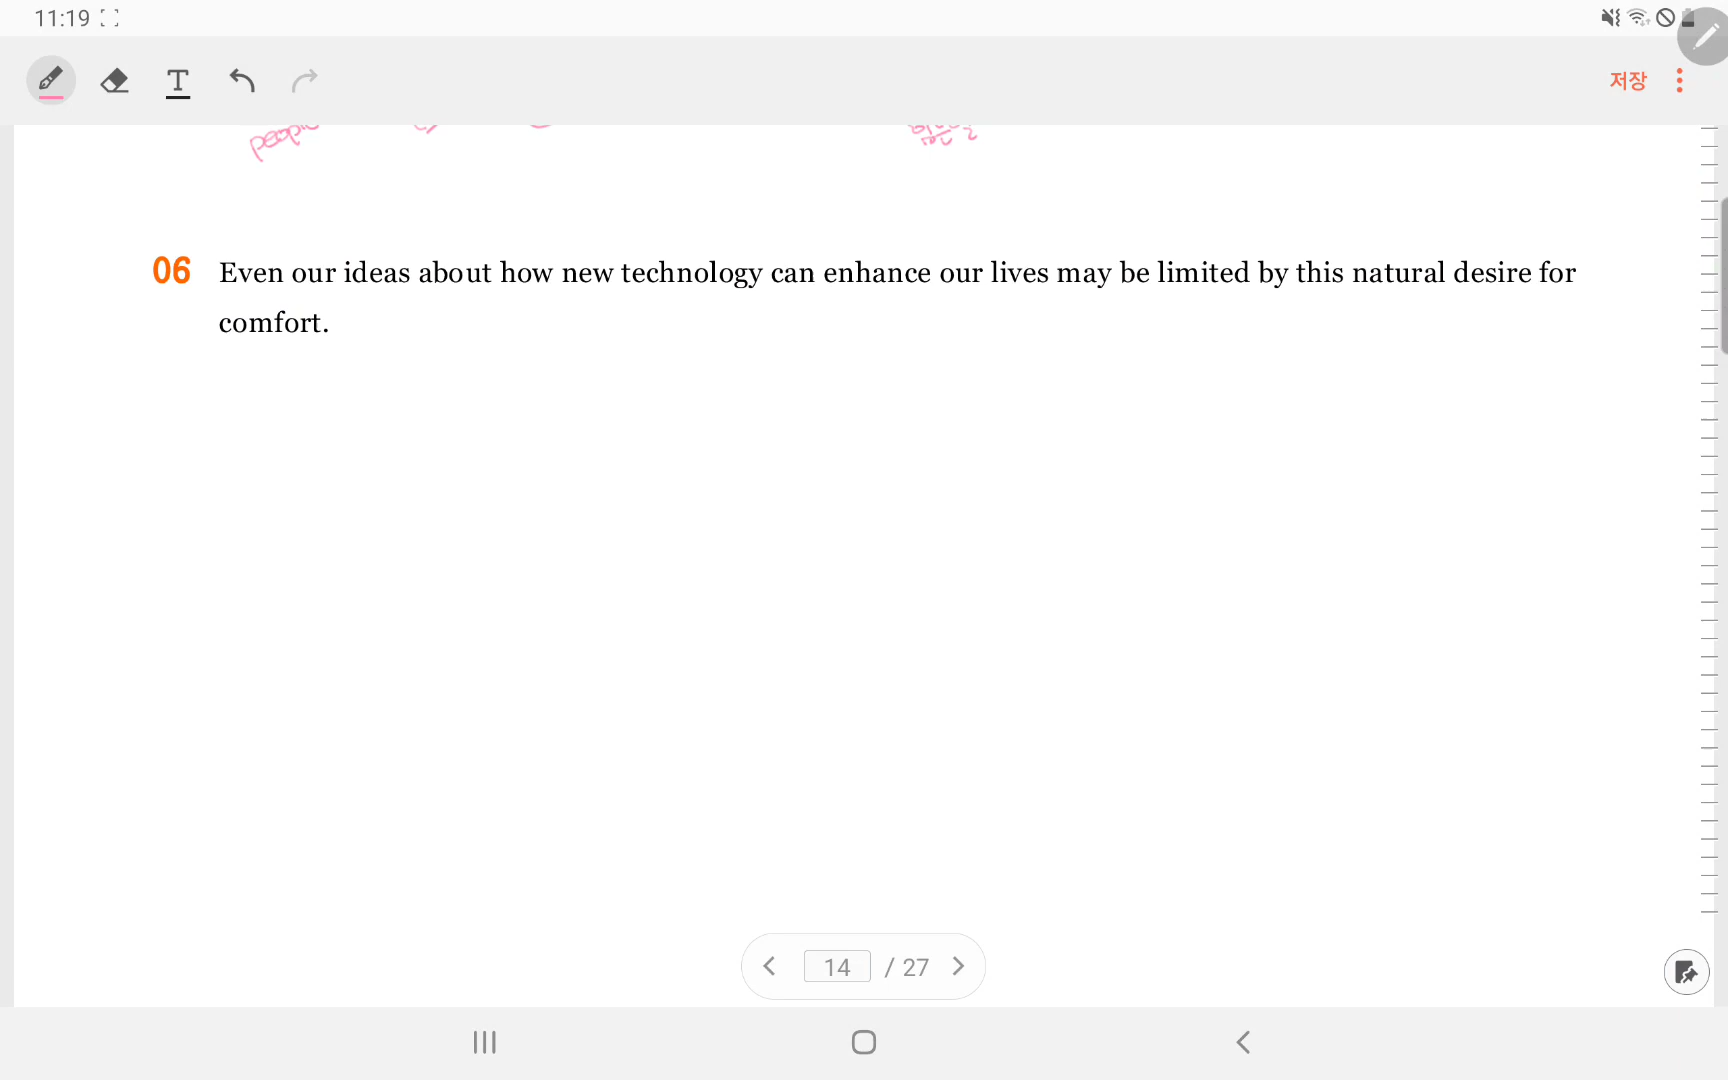 11:19
저장
people
06 Even our ideas about how new technology can enhance our lives may be limited by this natural desire for
comfort.
14 / 27